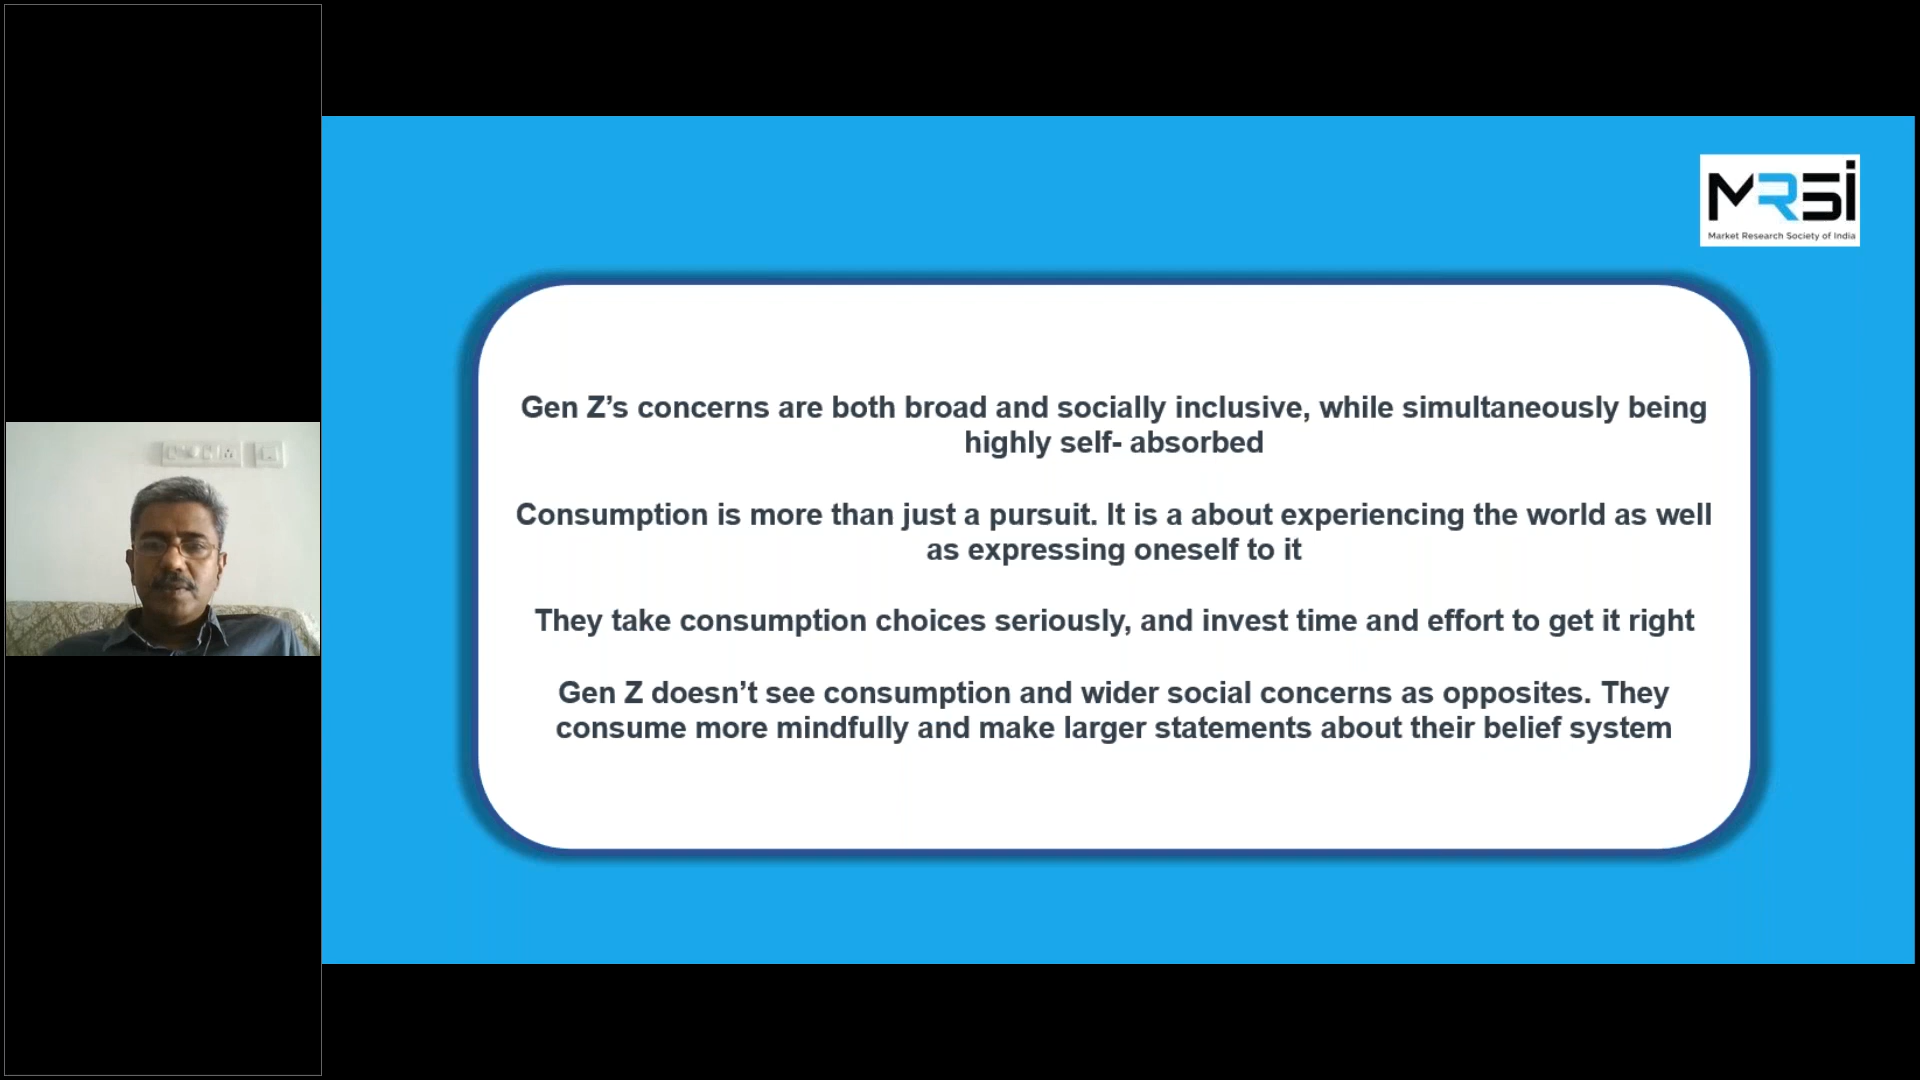 MRSi
Market Research Society of India
Gen Z’s concerns are both broad and socially inclusive, while simultaneously being
highly self- absorbed
Consumption is more than just a pursuit. It is a about experiencing the world as well
as expressing oneself to it
They take consumption choices seriously, and invest time and effort to get it right
Gen Z doesn’t see consumption and wider social concerns as opposites. They
consume more mindfully and make larger statements about their belief system